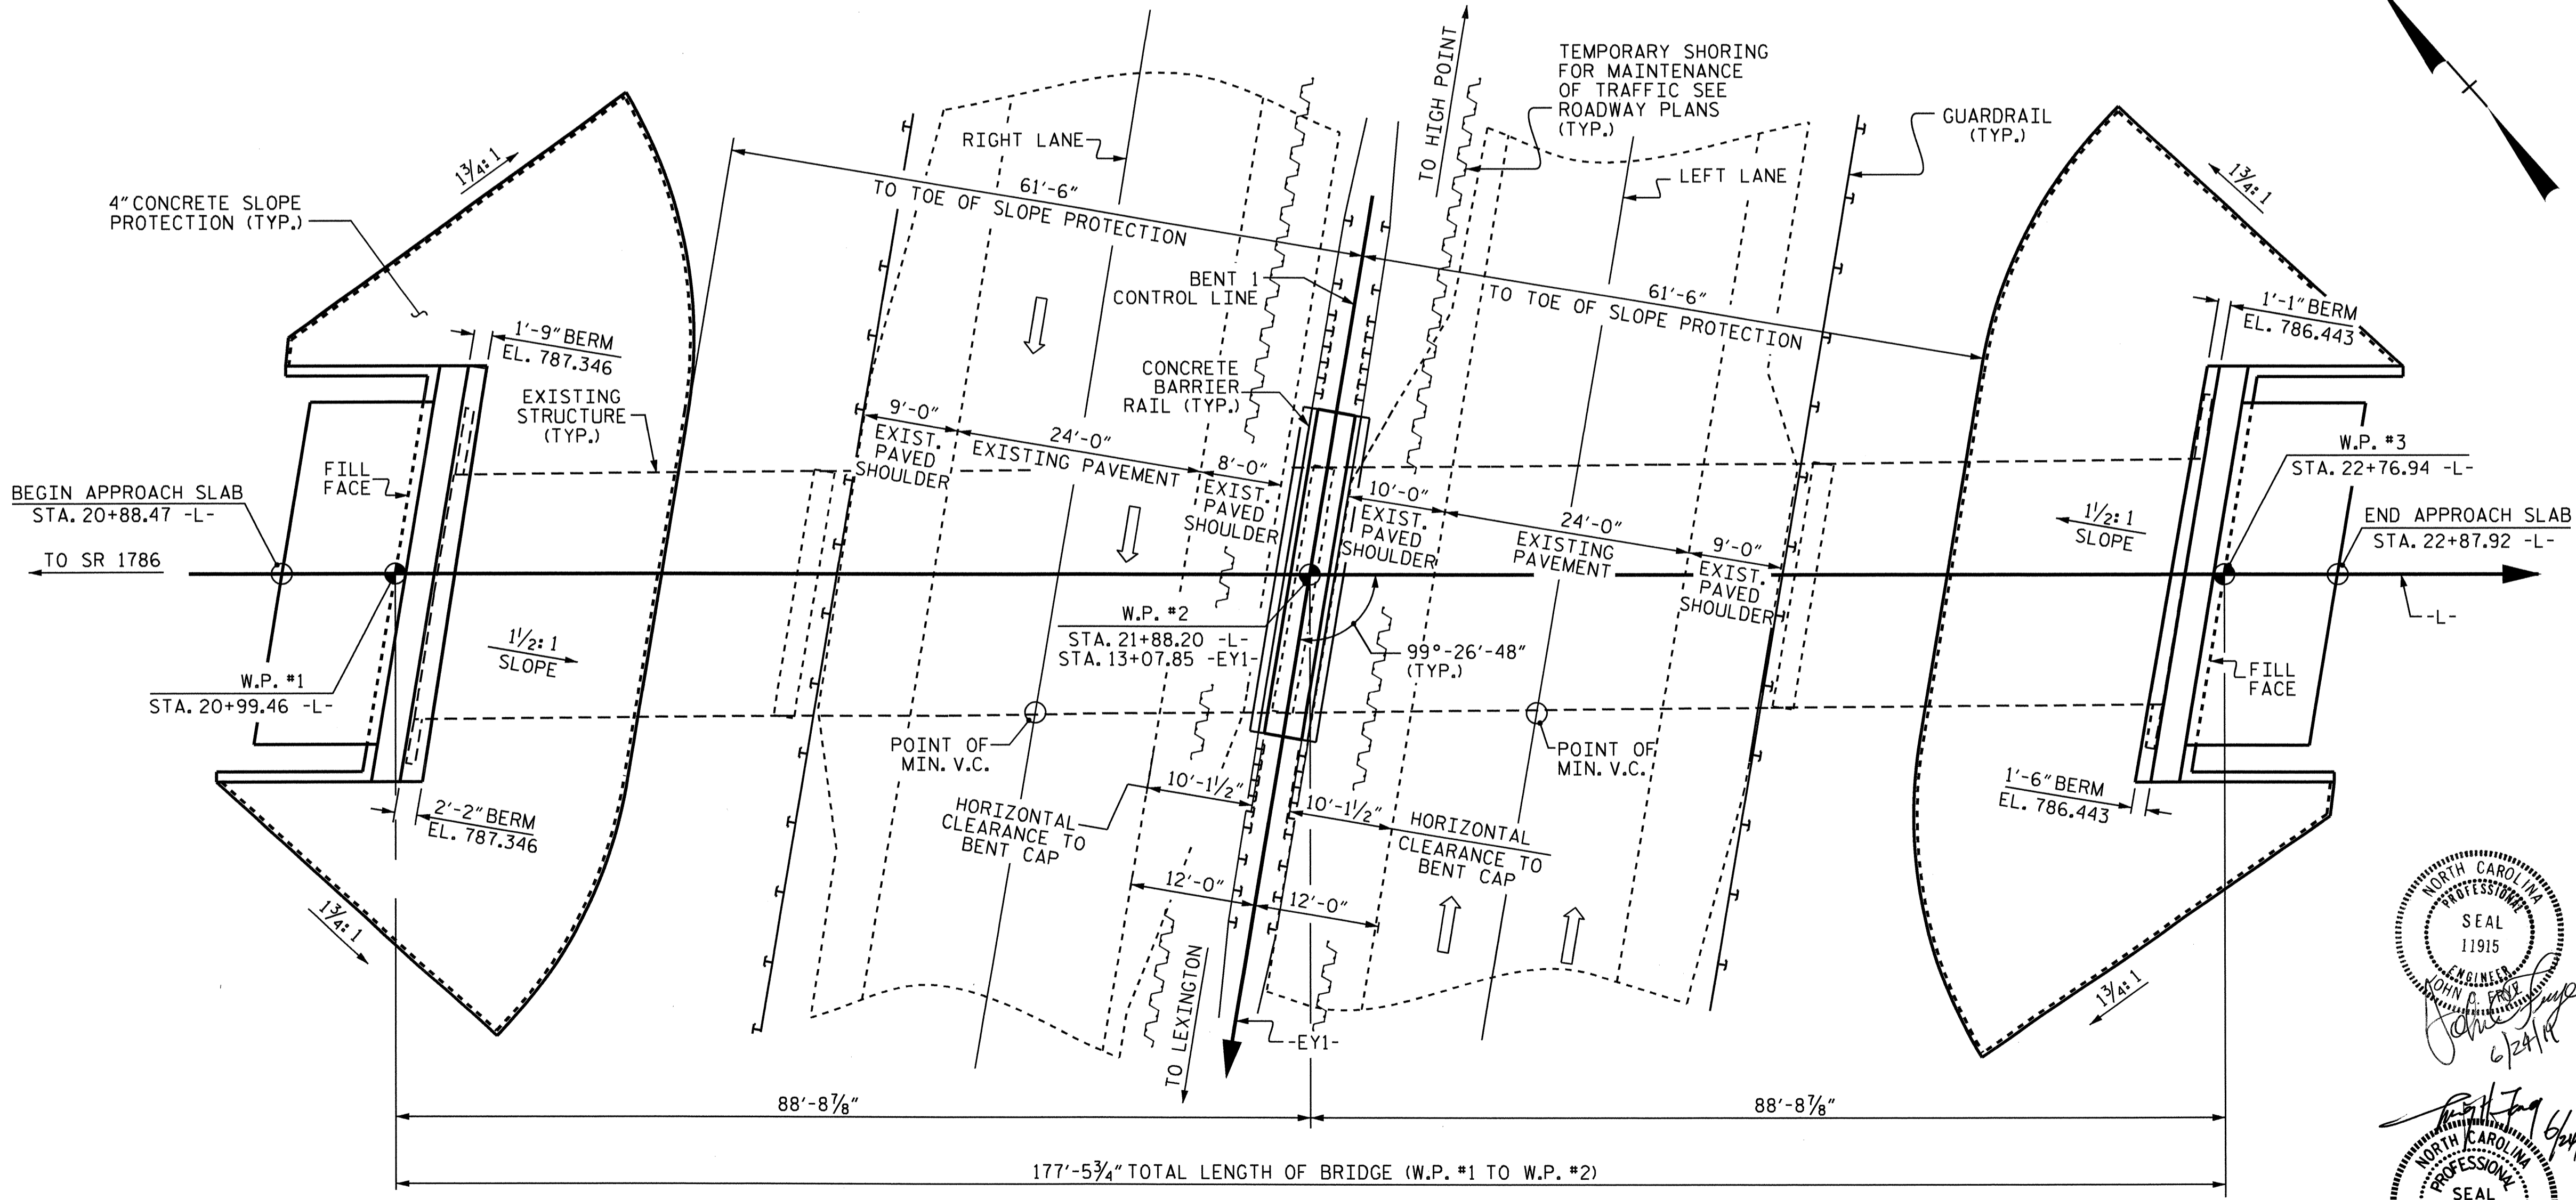 TO HIGH POINT
TEMPORARY SHORING
FOR MAINTENANCE
OF TRAFFIC SEE
ROADWAY PLANS
(TYP.)
GUARDRAIL
(TYP.)
RIGHT LANE
LEFT LANE
1¾:1
1¾:1
61'-6"
TO TOE OF SLOPE PROTECTION
4" CONCRETE SLOPE
PROTECTION (TYP.)
BENT 1
CONTROL LINE
61'-6"
TO TOE OF SLOPE PROTECTION
1'-9" BERM
EL. 787.346
1'-1" BERM
EL. 786.443
EXISTING
STRUCTURE
(TYP.)
CONCRETE
BARRIER
RAIL (TYP.)
9'-0"
EXIST.
PAVED
SHOULDER
24'-0"
EXISTING PAVEMENT
8'-0"
EXIST.
PAVED
SHOULDER
10'-0"
EXIST.
PAVED
SHOULDER
24'-0"
EXISTING
PAVEMENT
9'-0"
EXIST.
PAVED
SHOULDER
FILL
FACE
W.P. #3
STA. 22+76.94 -L-
BEGIN APPROACH SLAB
STA. 20+88.47 -L-
END APPROACH SLAB
STA. 22+87.92 -L-
1½:1
SLOPE
TO SR 1786
-L-
W.P. #2
STA. 21+88.20 -L-
STA. 13+07.85 -EY1-
99°-26'-48"
(TYP.)
1½:1
SLOPE
W.P. #1
STA. 20+99.46 -L-
FILL
FACE
POINT OF
MIN. V.C.
POINT OF
MIN. V.C.
2'-2" BERM
EL. 787.346
10'-1½"
HORIZONTAL
CLEARANCE TO
BENT CAP
10'-1½"
HORIZONTAL
CLEARANCE TO
BENT CAP
1'-6" BERM
EL. 786.443
12'-0"
12'-0"
1¾:1
1¾:1
TO LEXINGTON
-EY1-
NORTH CAROLINA
PROFESSIONAL
SEAL
11915
ENGINEER
JOHN C. FRYE
6/24/14
88'-8⅞"
88'-8⅞"
177'-5¾" TOTAL LENGTH OF BRIDGE (W.P. #1 TO W.P. #2)
NORTH CAROLINA
PROFESSIONAL
SEAL